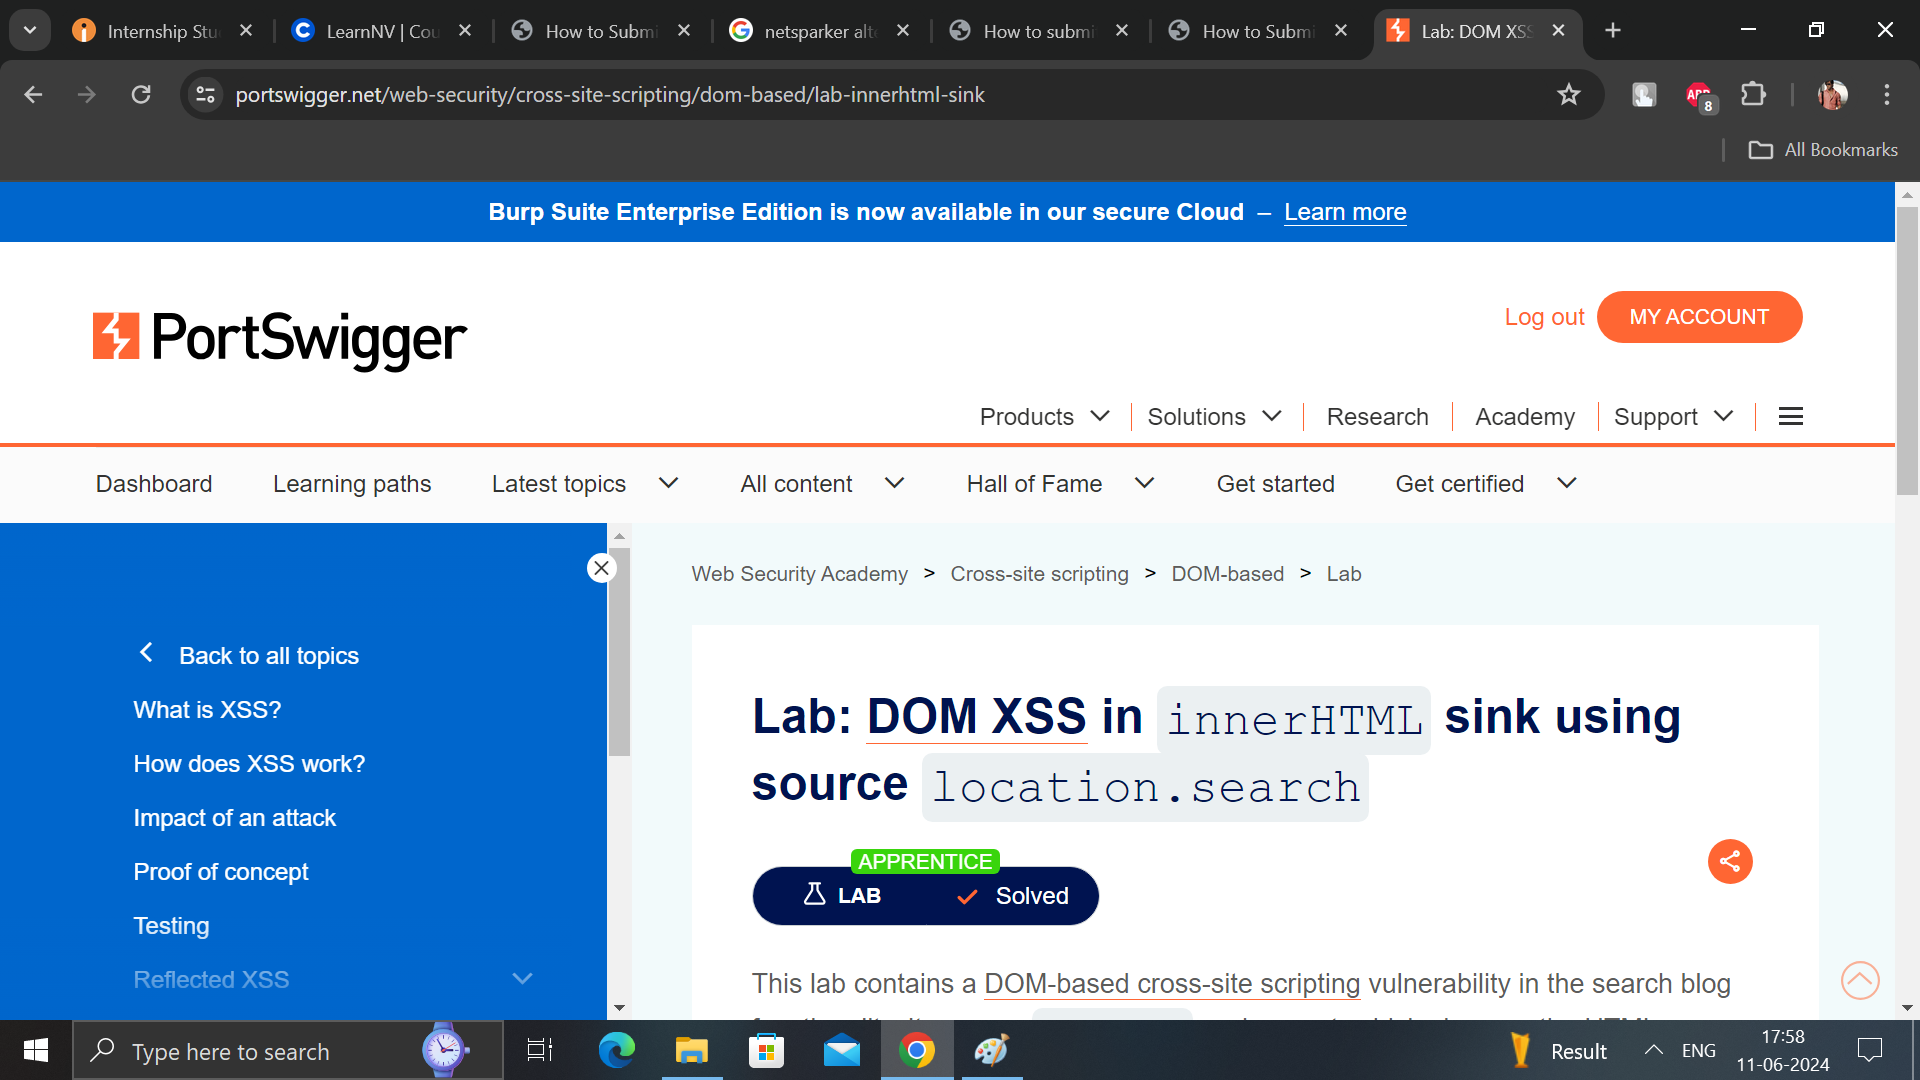 Internship Stu
LearnNV | Cou
How to Submi
netsparker alt
How to submi
How to Submi
Lab: DOM XSS
portswigger.net/web-security/cross-site-scripting/dom-based/lab-innerhtml-sink
ABP
8
All Bookmarks
Burp Suite Enterprise Edition is now available in our secure Cloud – Learn more
PortSwigger
Log out
MY ACCOUNT
Products
Solutions
Research
Academy
Support
Dashboard
Learning paths
Latest topics
All content
Hall of Fame
Get started
Get certified
Back to all topics
What is XSS?
How does XSS work?
Impact of an attack
Proof of concept
Testing
Reflected XSS
Web Security Academy > Cross-site scripting > DOM-based > Lab
Lab: DOM XSS in innerHTML sink using
source location.search
APPRENTICE
LAB
Solved
This lab contains a DOM-based cross-site scripting vulnerability in the search blog
Type here to search
Result
ENG
17:58
11-06-2024